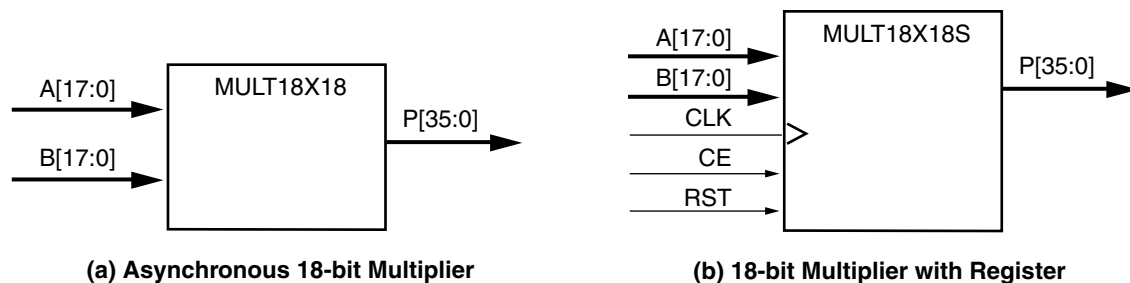 MULT18X18
A[17:0]
B[17:0]
P[35:0]
(a) Asynchronous 18-bit Multiplier
MULT18X18S
A[17:0]
B[17:0]
CLK
CE
RST
P[35:0]
(b) 18-bit Multiplier with Register